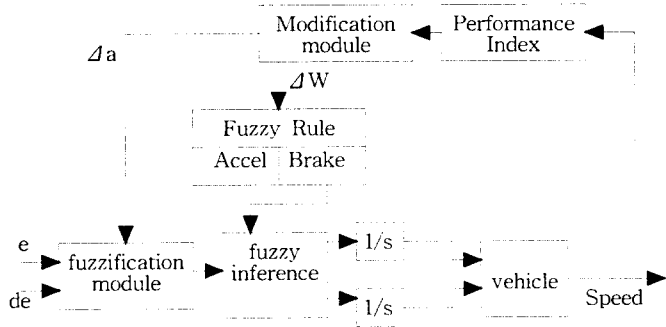 Modification
module
Performance
Index
Δa
ΔW
Fuzzy Rule
Accel Brake
e
de
fuzzification
module
fuzzy
inference
1/s
1/s
vehicle
Speed